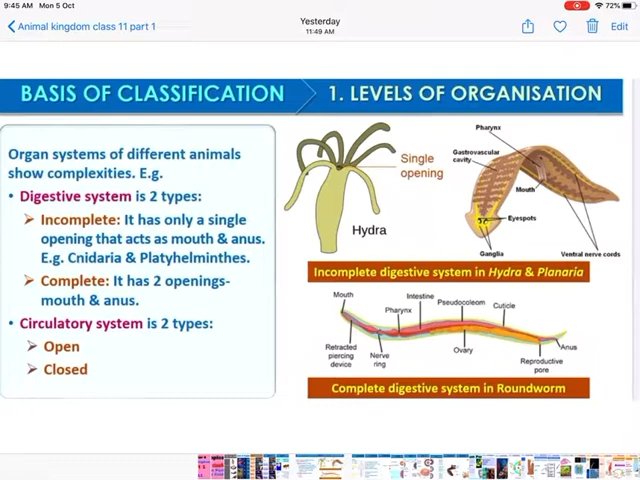 9:45 AM Mon 5 Oct
72%
Animal kingdom class 11 part 1
Yesterday
11:49 AM
Edit
BASIS OF CLASSIFICATION
1. LEVELS OF ORGANISATION
Organ systems of different animals
show complexities. E.g.
• Digestive system is 2 types:
➢ Incomplete: It has only a single
opening that acts as mouth & anus.
E.g. Cnidaria & Platyhelminthes.
➢ Complete: It has 2 openings-
mouth & anus.
• Circulatory system is 2 types:
➢ Open
➢ Closed
Single
opening
Hydra
Pharynx
Gastrovascular
cavity
Mouth
Eyespots
Ganglia
Ventral nerve cords
Incomplete digestive system in Hydra & Planaria
Mouth
Pharynx
Intestine
Pseudocoleom
Cuticle
Retracted
piercing
device
Nerve
ring
Ovary
Reproductive
pore
Anus
Complete digestive system in Roundworm